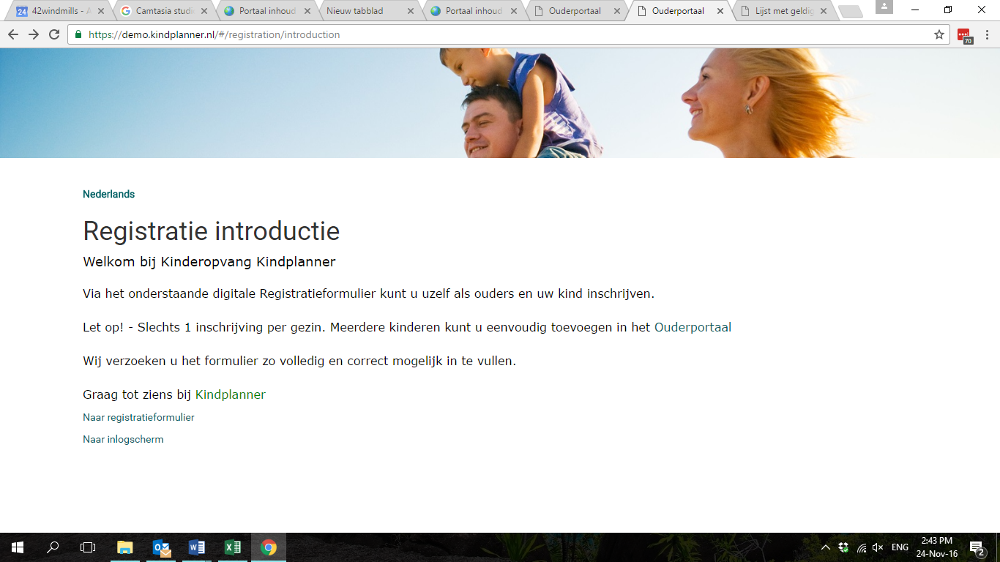 42windmills - A
Camtasia studi
Portaal inhoud
Nieuw tabblad
Portaal inhoud
Ouderportaal
Ouderportaal
Lijst met geldig
https://demo.kindplanner.nl/#/registration/introduction
70
Nederlands
Registratie introductie
Welkom bij Kinderopvang Kindplanner
Via het onderstaande digitale Registratieformulier kunt u uzelf als ouders en uw kind inschrijven.
Let op! - Slechts 1 inschrijving per gezin. Meerdere kinderen kunt u eenvoudig toevoegen in het Ouderportaal
Wij verzoeken u het formulier zo volledig en correct mogelijk in te vullen.
Graag tot ziens bij Kindplanner
Naar registratieformulier
Naar inlogscherm
ENG
2:43 PM
24-Nov-16
2